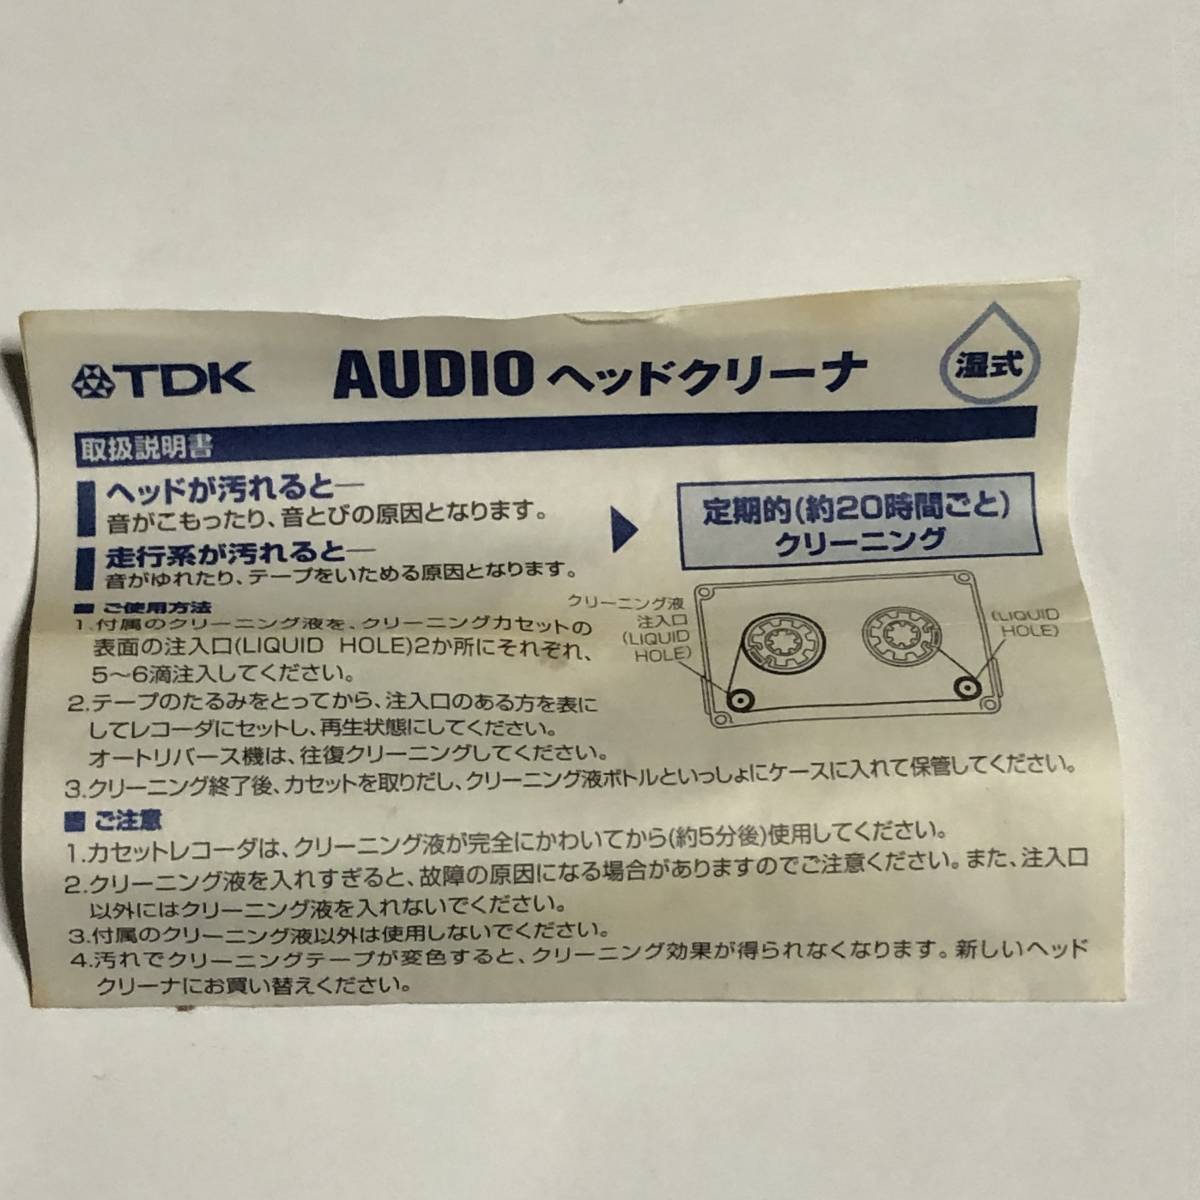 TDK AUDIO ヘッドクリーナ 湿式
取扱説明書
ヘッドが汚れると―
音がこもったり、音とびの原因となります。
走行系が汚れると―
音がゆれたり、テープをいためる原因となります。
定期的(約20時間ごと)
クリーニング
■ ご使用方法
1.付属のクリーニング液を、クリーニングカセットの
表面の注入口(LIQUID HOLE)2か所にそれぞれ、
5〜6滴注入してください。
2.テープのたるみをとってから、注入口のある方を表に
してレコーダにセットし、再生状態にしてください。
オートリバース機は、往復クリーニングしてください。
3.クリーニング終了後、カセットを取りだし、クリーニング液ボトルといっしょにケースに入れて保管してください。
クリーニング液
注入口
(LIQUID
HOLE)
(LIQUID
HOLE)
■ ご注意
1.カセットレコーダは、クリーニング液が完全にかわいてから(約5分後)使用してください。
2.クリーニング液を入れすぎると、故障の原因になる場合がありますのでご注意ください。また、注入口
以外にはクリーニング液を入れないでください。
3.付属のクリーニング液以外は使用しないでください。
4.汚れでクリーニングテープが変色すると、クリーニング効果が得られなくなります。新しいヘッド
クリーナにお買い替えください。